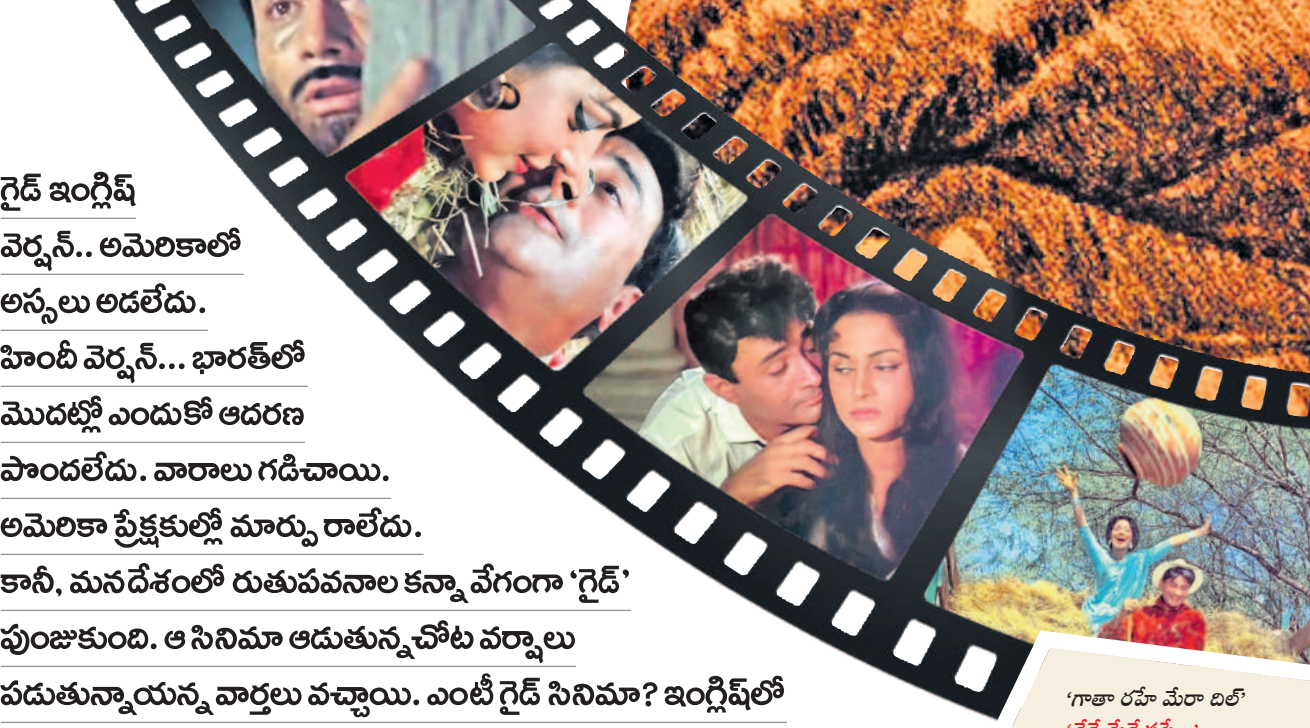 గైడ్ ఇంగ్లిష్
వెర్షన్.. అమెరికాలో
అస్సలు అడలేదు.
హిందీ వెర్షన్... భారత్‌లో
మొదట్లో ఎందుకో ఆదరణ
పొందలేదు. వారాలు గడిచాయి.
అమెరికా ప్రేక్షకుల్లో మార్పు రాలేదు.
కానీ, మనదేశంలో రుతుపవనాల కన్నా వేగంగా ‘గైడ్’
పుంజుకుంది. ఆ సినిమా ఆడుతున్నచోట వర్షాలు
పడుతున్నాయన్న వార్తలు వచ్చాయి. ఎంటీ గైడ్ సినిమా? ఇంగ్లిష్‌లో
‘గాతా రహే మేరా దిల్’